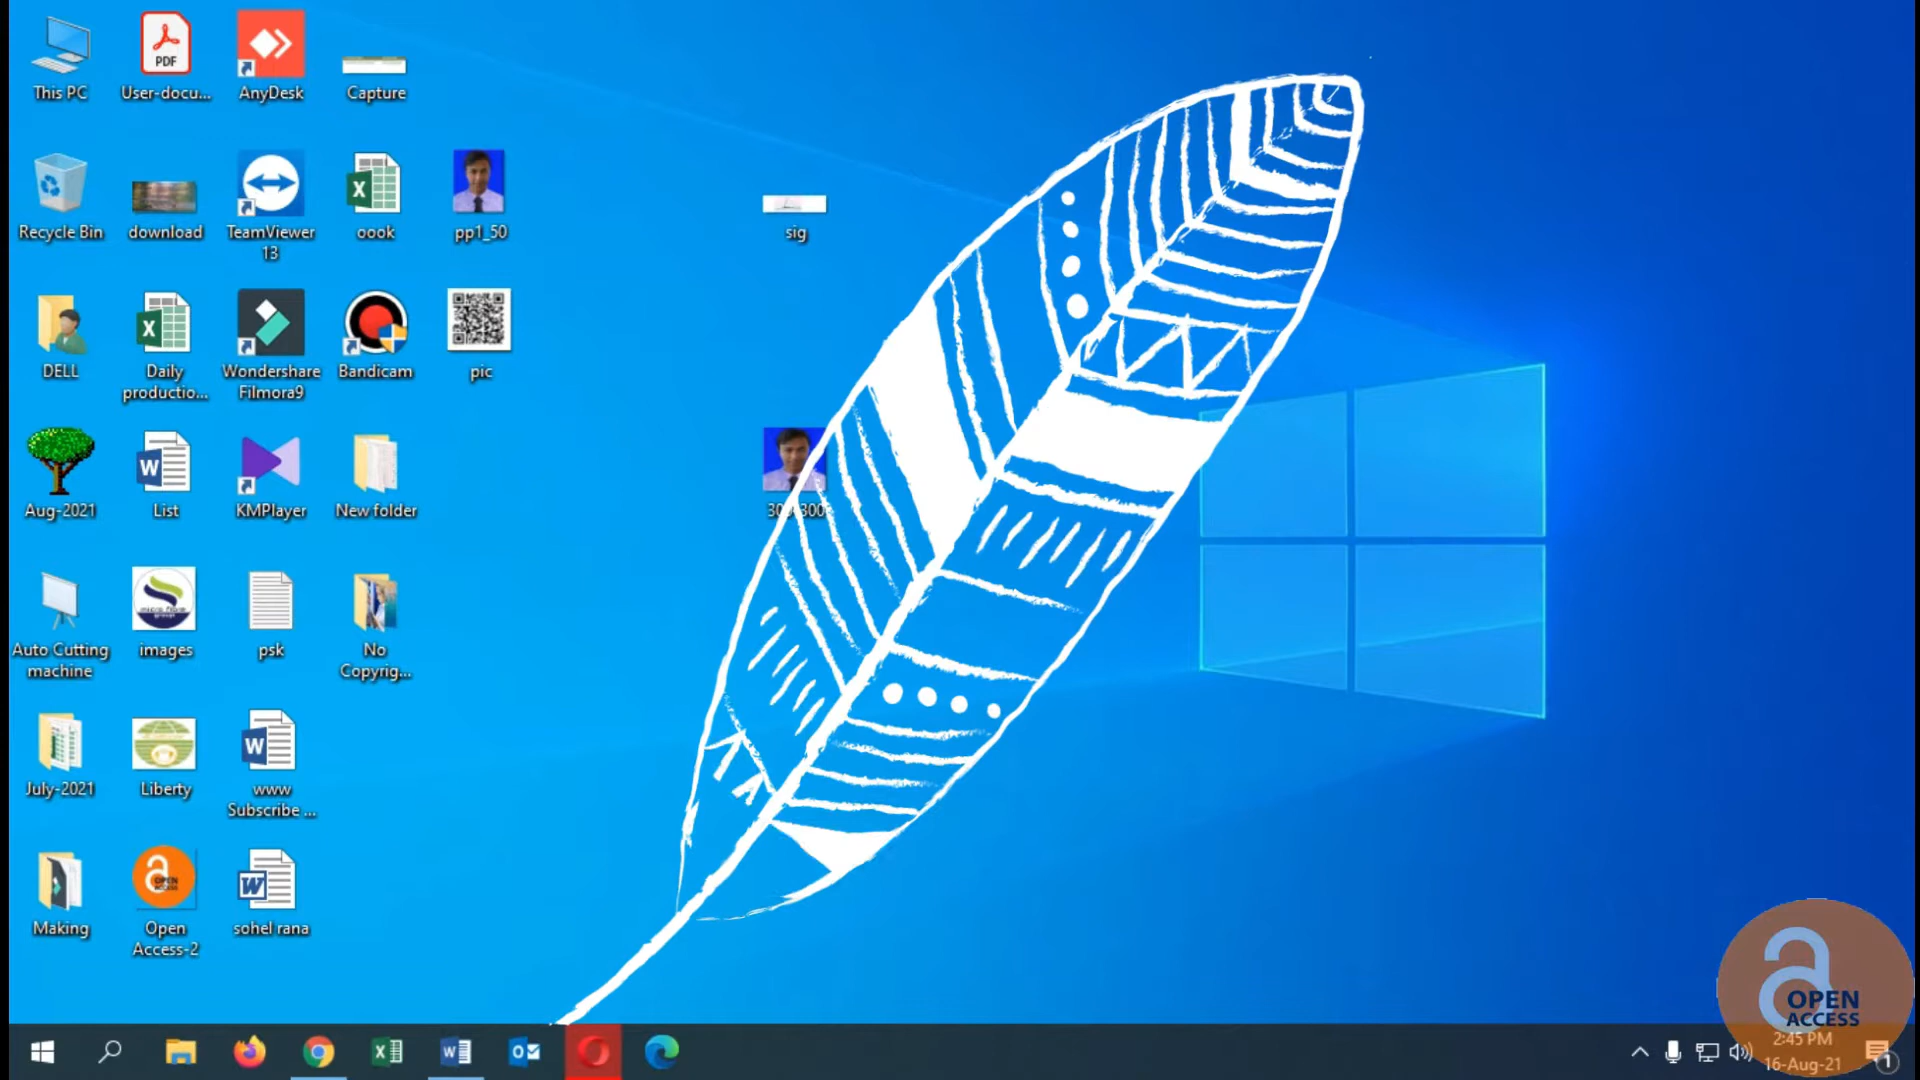 This PC
User-docu...
PDF
AnyDesk
Capture
Recycle Bin
download
TeamViewer
13
oook
pp1_50
sig
DELL
Daily
productio...
Wondershare
Filmora9
Bandicam
pic
Aug-2021
List
KMPlayer
New folder
Auto Cutting
machine
images
psk
No
Copyrig...
July-2021
Liberty
www
Subscribe ...
Making
Open
Access-2
sohel rana
OPEN
ACCESS
2:45 PM
16-Aug-21
1